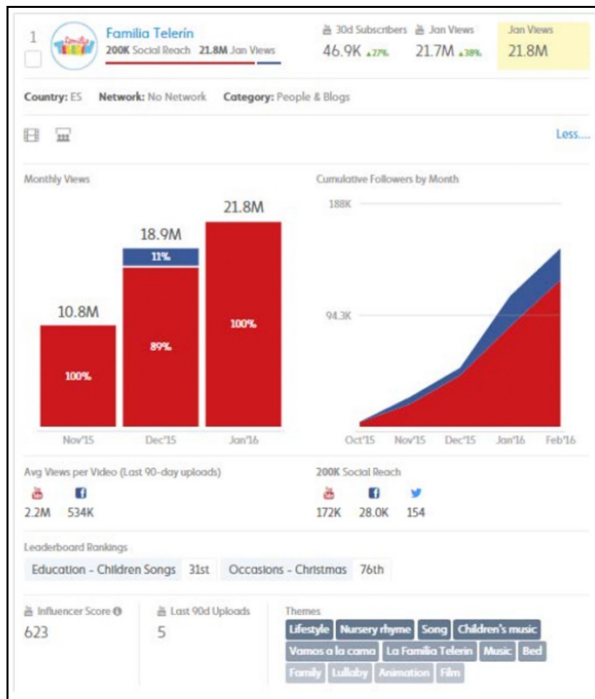 1
Familia Telerín
200K Social Reach 21.8M Jan Views
30d Subscribers
46.9K ▲27%
Jan Views
21.7M ▲38%
Jan Views
21.8M
Country: ES Network: No Network Category: People & Blogs
Less....
Monthly Views
21.8M
18.9M
11%
10.8M
100%
89%
100%
Nov'15 Dec'15 Jan'16
Cumulative Followers by Month
188K
94.3K
Oct'15 Nov'15 Dec'15 Jan'16 Feb'16
Avg Views per Video (Last 90-day uploads)
2.2M 534K
200K Social Reach
172K 28.0K 154
Leaderboard Rankings
Education - Children Songs 31st Occasions - Christmas 76th
Influencer Score
623
Last 90d Uploads
5
Themes
Lifestyle Nursery rhyme Song Children's music
Vamos a la cama La Familia Telerin Music Bed
Family Lullaby Animation Film